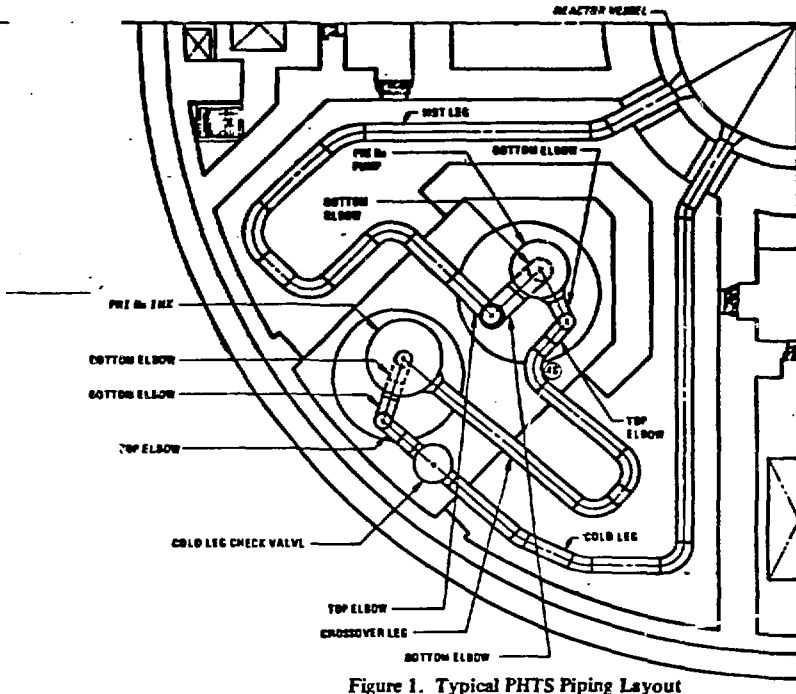 REACTOR VESSEL
HOT LEG
PRI Na
PUMP
BOTTOM ELBOW
BOTTOM
ELBOW
PRI Na IHX
BOTTOM ELBOW
BOTTOM ELBOW
TOP ELBOW
TOP
ELBOW
COLD LEG CHECK VALVE
COLD LEG
TOP ELBOW
CROSSOVER LEG
BOTTOM ELBOW
Figure 1. Typical PHTS Piping Layout